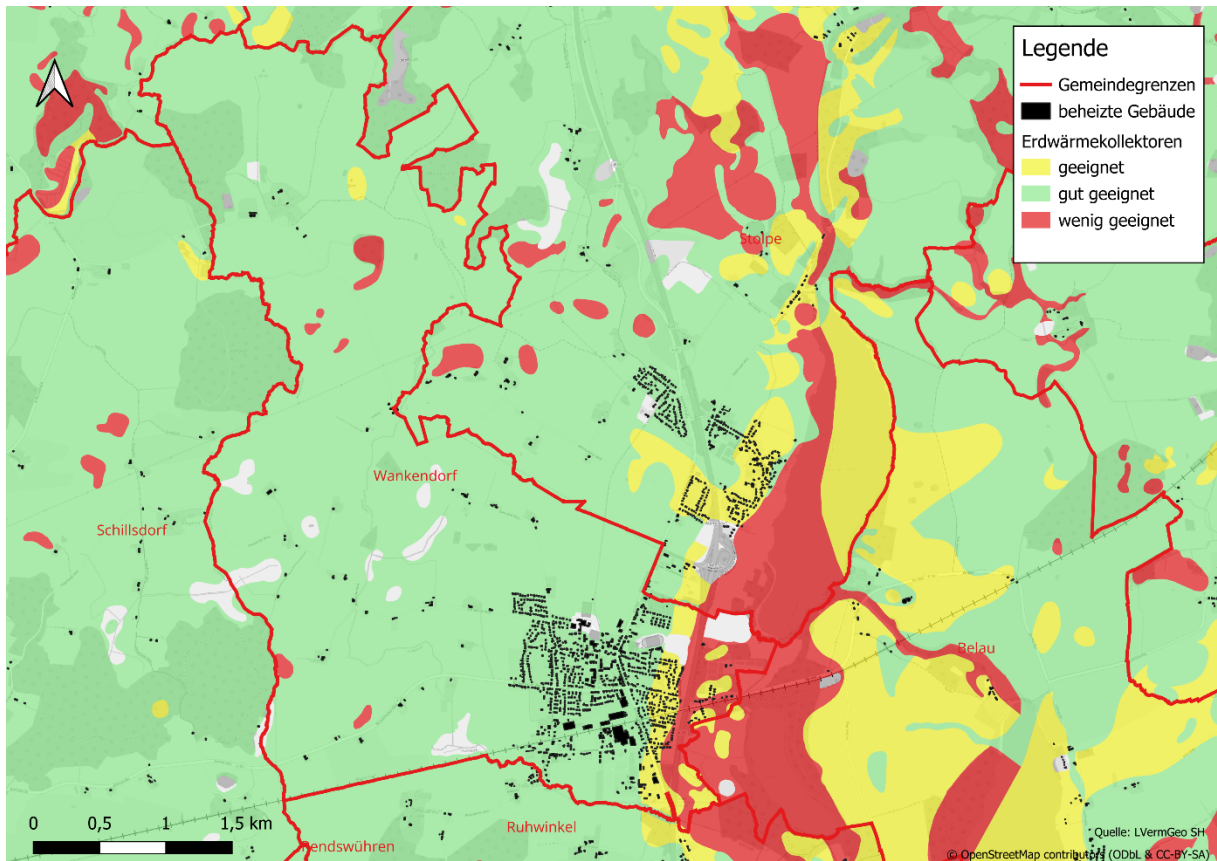 Legende
Gemeindegrenzen
beheizte Gebäude
Erdwärmekollektoren
geeignet
gut geeignet
wenig geeignet
Stolpe
Wankendorf
Schillsdorf
Belau
Ruhwinkel
Rendswühren
0 0,5 1 1,5 km
Quelle: LVermGeo SH
© OpenStreetMap contributors (ODbL & CC-BY-SA)